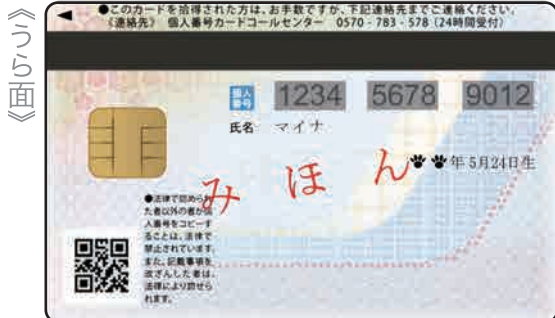 《うら面》
◀ ●このカードを拾得された方は、お手数ですが、下記連絡先までご連絡ください。
《連絡先》 個人番号カードコールセンター 0570-783-578(24時間受付)
個人番号 1234 5678 9012
氏名 マイナ
年 5月24日生
みほん
●法律で認められ
た者以外の者が個
人番号をコピーす
ることは、法律で
禁止されています。
また、記載事項を
改ざんした者は、
法律により罰せら
れます。